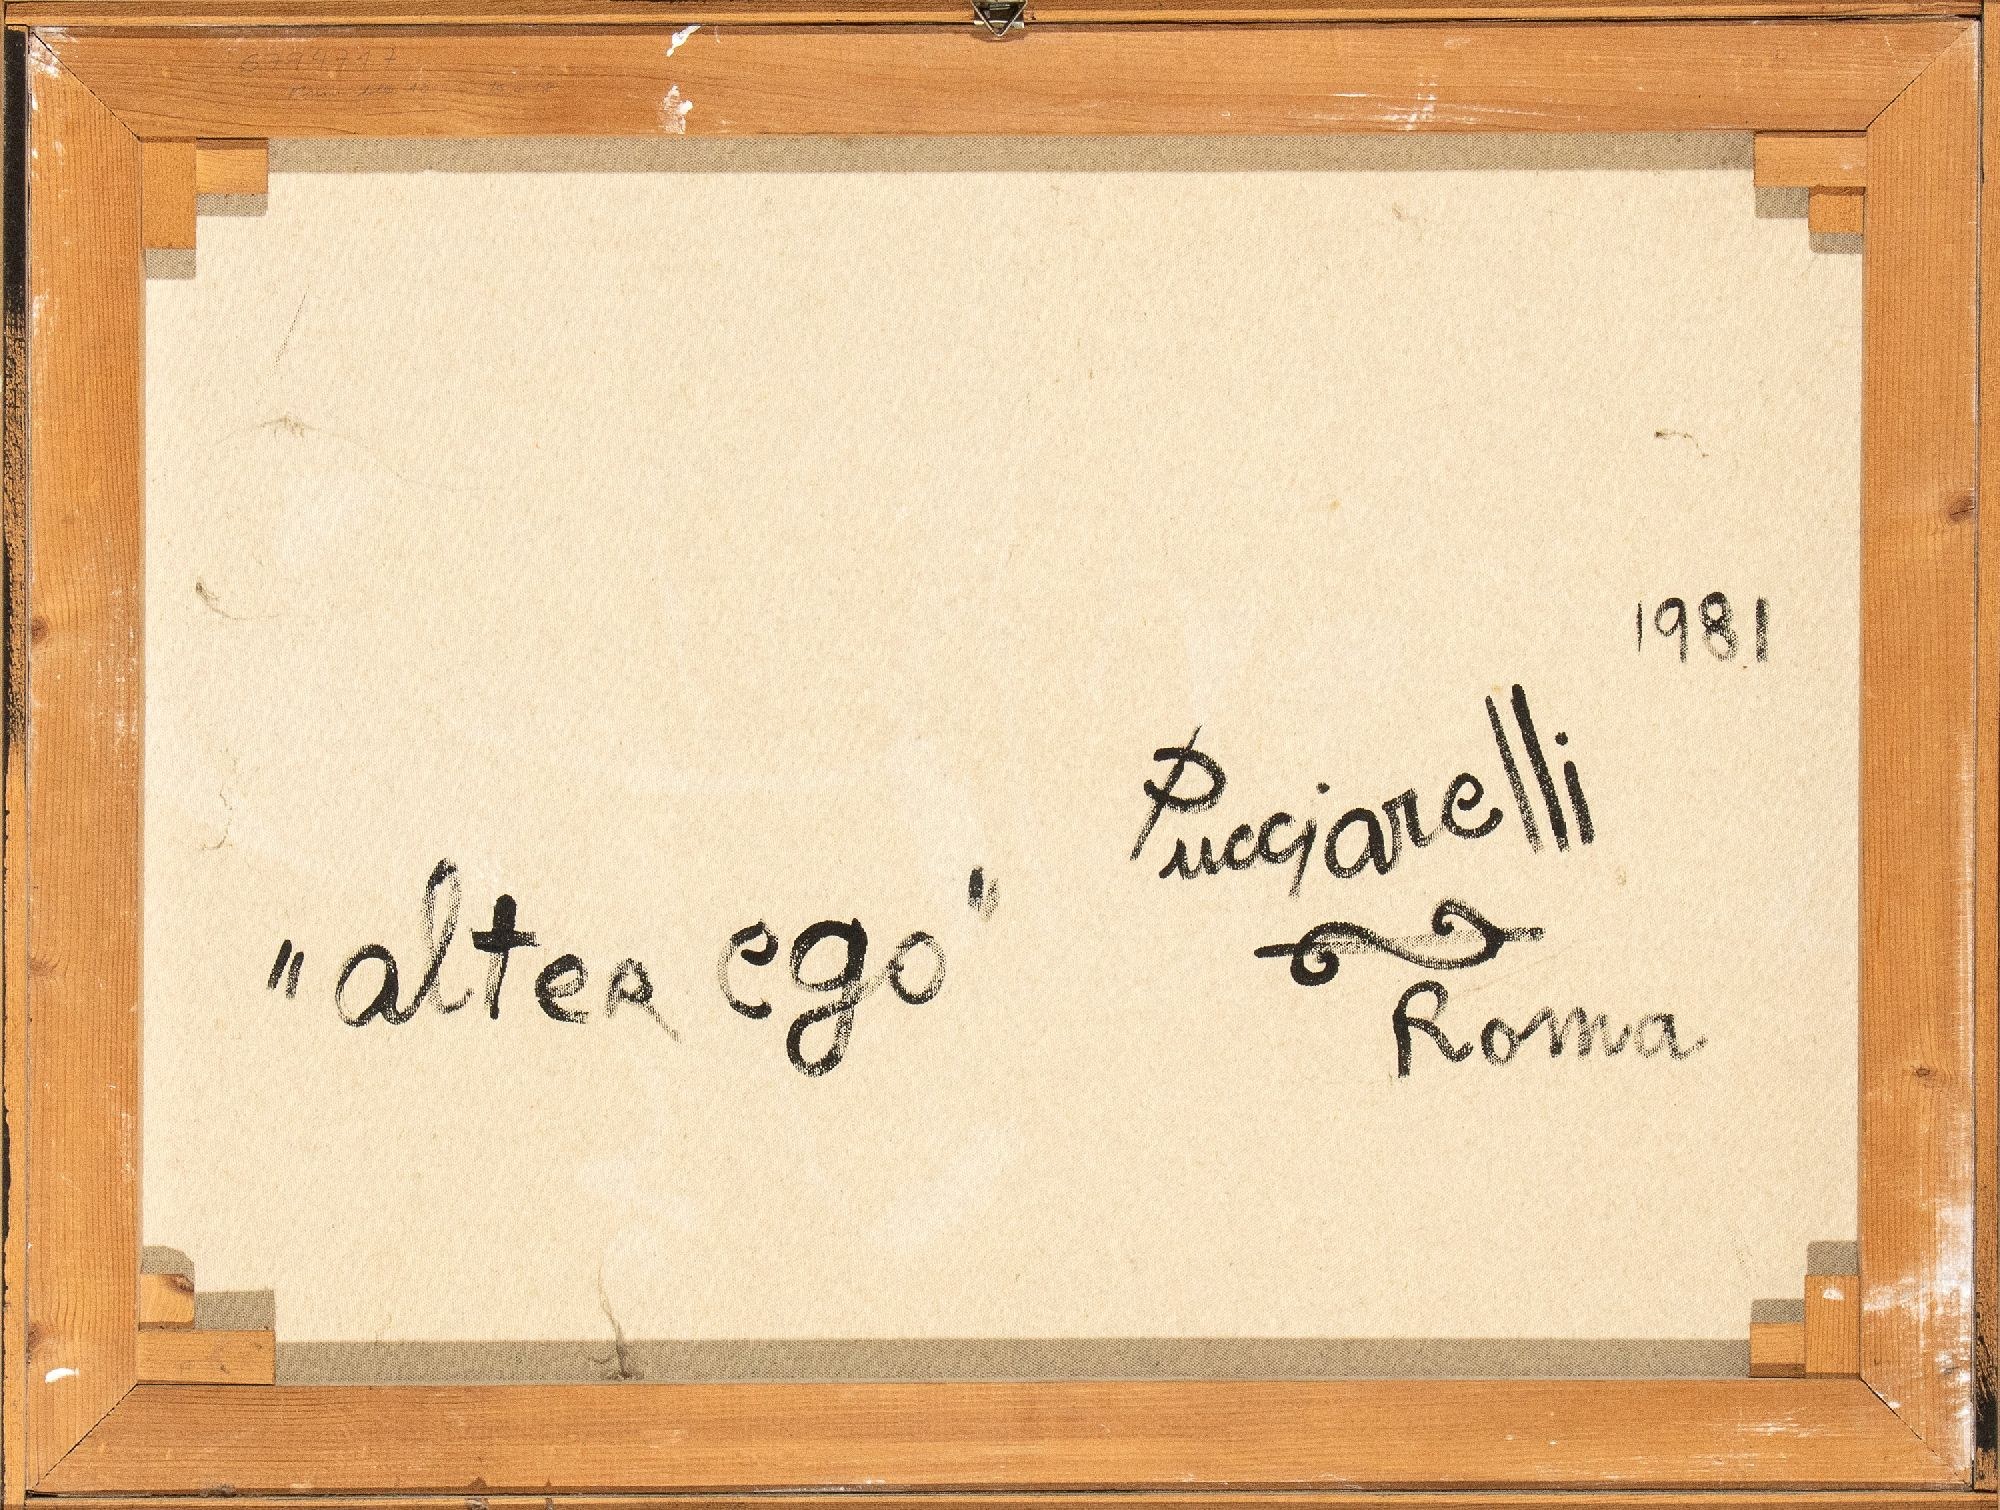 1981
Pucciarelli
"alter ego"
Roma